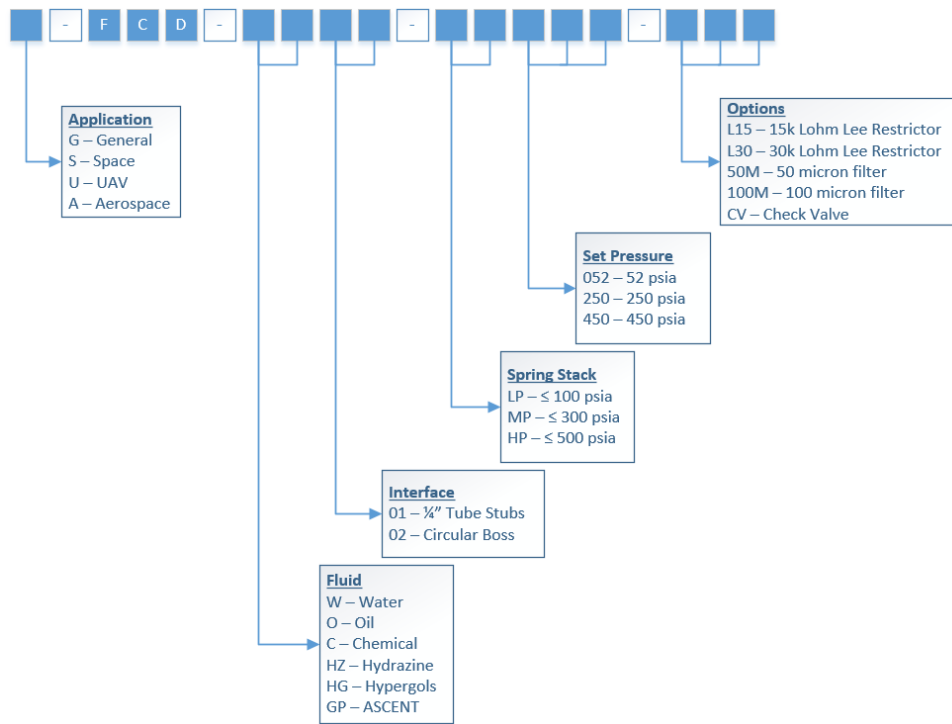 - F C D - - -
Application
G – General
S – Space
U – UAV
A – Aerospace
Options
L15 – 15k Lohm Lee Restrictor
L30 – 30k Lohm Lee Restrictor
50M – 50 micron filter
100M – 100 micron filter
CV – Check Valve
Set Pressure
052 – 52 psia
250 – 250 psia
450 – 450 psia
Spring Stack
LP – ≤ 100 psia
MP – ≤ 300 psia
HP – ≤ 500 psia
Interface
01 – ¼” Tube Stubs
02 – Circular Boss
Fluid
W – Water
O – Oil
C – Chemical
HZ – Hydrazine
HG – Hypergols
GP – ASCENT